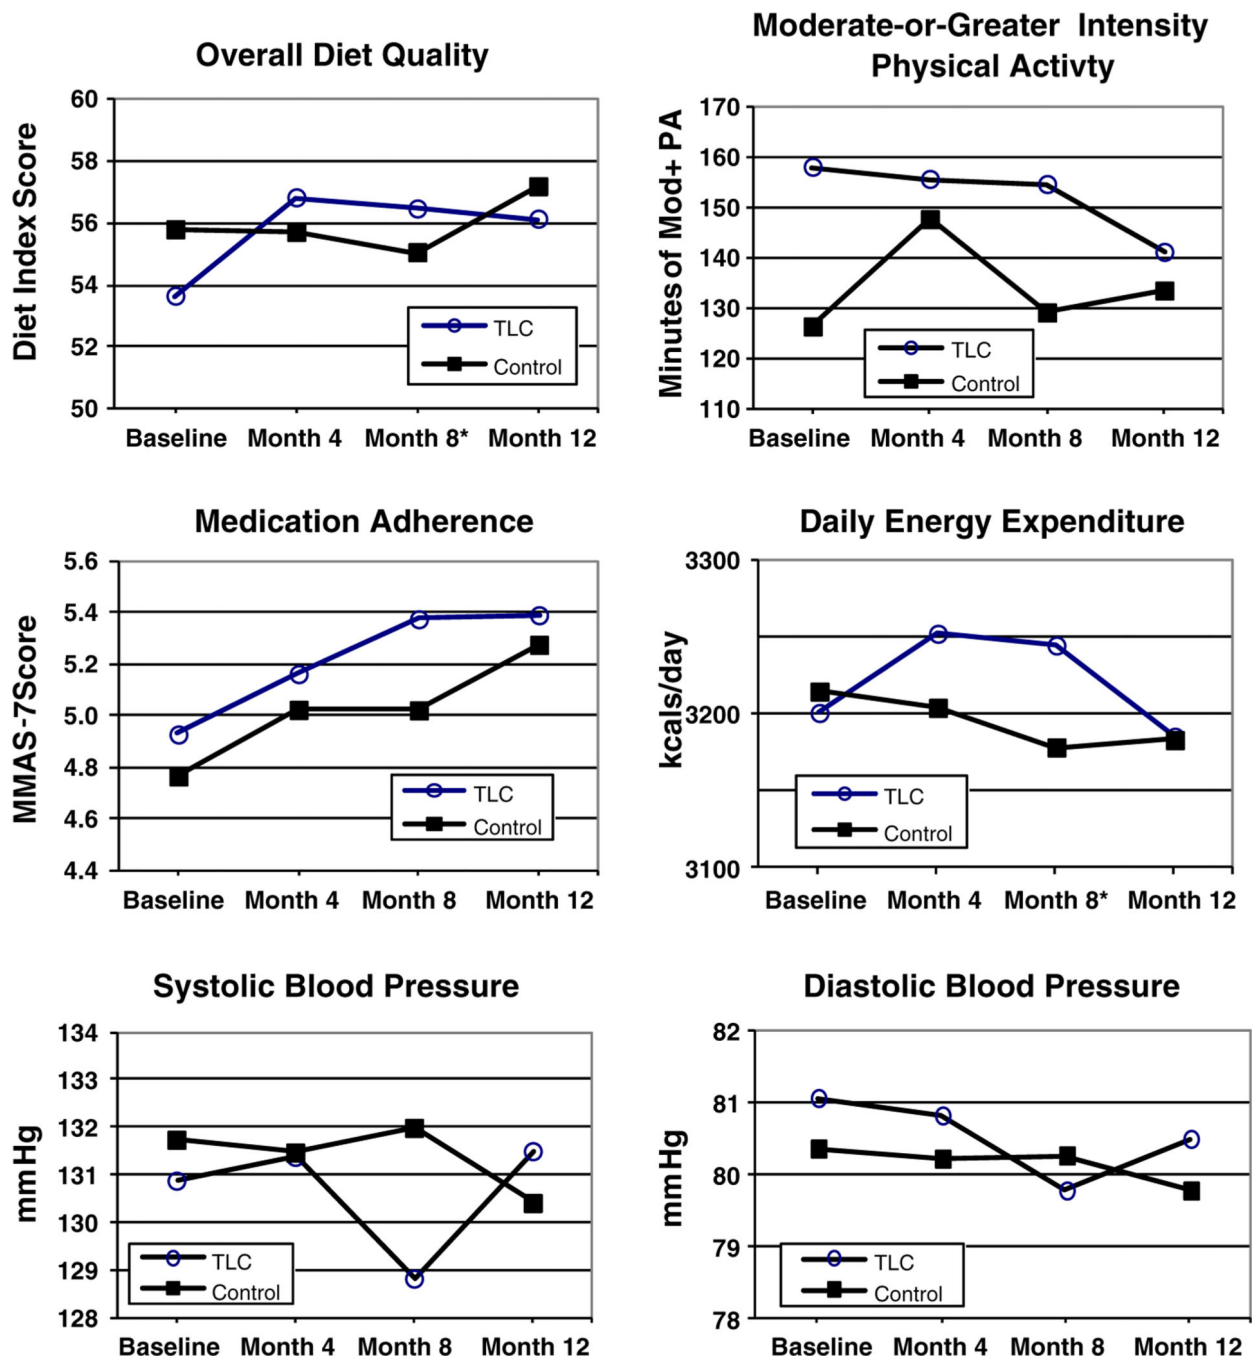 Overall Diet Quality
Diet Index Score
60
58
56
54
52
50
TLC
Control
Baseline Month 4 Month 8* Month 12
Moderate-or-Greater Intensity
Physical Activty
Minutes of Mod+ PA
170
160
150
140
130
120
110
TLC
Control
Baseline Month 4 Month 8 Month 12
Medication Adherence
MMAS-7Score
5.6
5.4
5.2
5.0
4.8
4.6
4.4
TLC
Control
Baseline Month 4 Month 8 Month 12
Daily Energy Expenditure
kcals/day
3300
3200
3100
TLC
Control
Baseline Month 4 Month 8* Month 12
Systolic Blood Pressure
mmHg
134
133
132
131
130
129
128
TLC
Control
Baseline Month 4 Month 8 Month 12
Diastolic Blood Pressure
mmHg
82
81
80
79
78
TLC
Control
Baseline Month 4 Month 8 Month 12